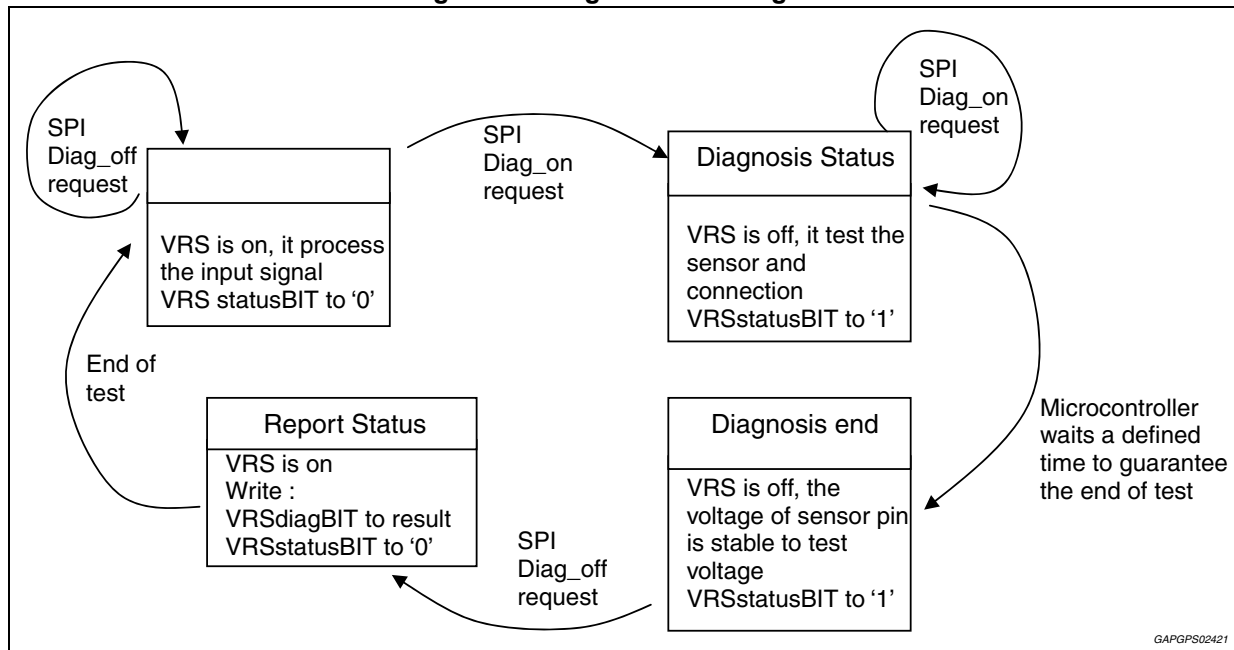 SPI
Diag_off
request
SPI
Diag_on
request
SPI
Diag_on
request
VRS is on, it process
the input signal
VRS statusBIT to ‘0’
Diagnosis Status
VRS is off, it test the
sensor and
connection
VRSstatusBIT to ‘1’
End of
test
Report Status
VRS is on
Write :
VRSdiagBIT to result
VRSstatusBIT to ‘0’
SPI
Diag_off
request
Diagnosis end
VRS is off, the
voltage of sensor pin
is stable to test
voltage
VRSstatusBIT to ‘1’
Microcontroller
waits a defined
time to guarantee
the end of test
GAPGPS02421